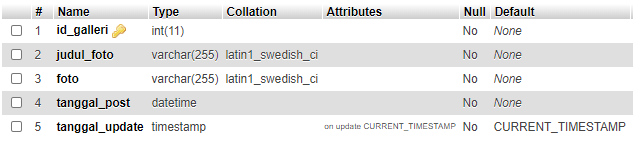 # Name Type Collation Attributes Null Default
1 id_galleri int(11) No None
2 judul_foto varchar(255) latin1_swedish_ci No None
3 foto varchar(255) latin1_swedish_ci No None
4 tanggal_post datetime No None
5 tanggal_update timestamp on update CURRENT_TIMESTAMP No CURRENT_TIMESTAMP